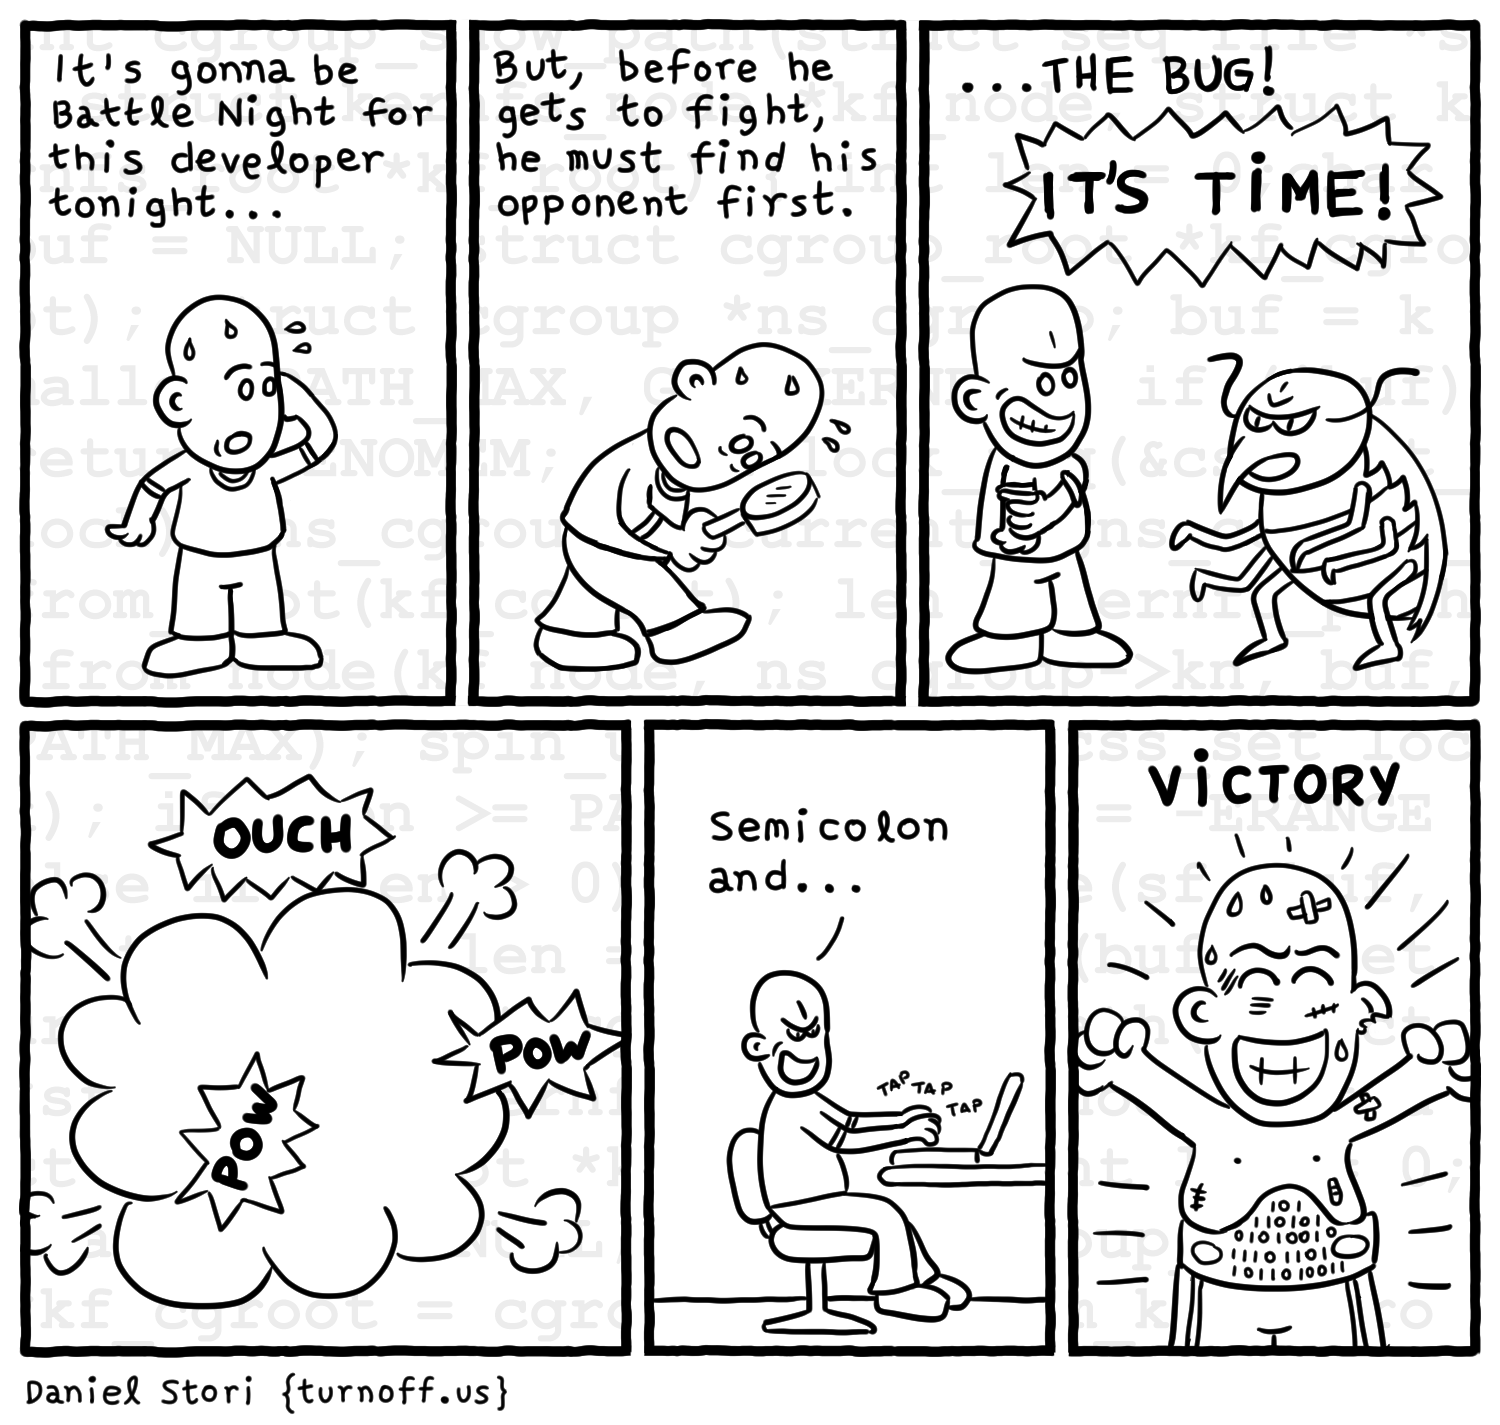 It's gonna be
Battle Night for
this developer
tonight...
But, before he
gets to fight,
he must find his
opponent first.
...THE BUG!
IT'S TIME!
OUCH
POW
POW
Semicolon
and...
TAP
TAP
TAP
VICTORY
Daniel Stori {turnoff.us}